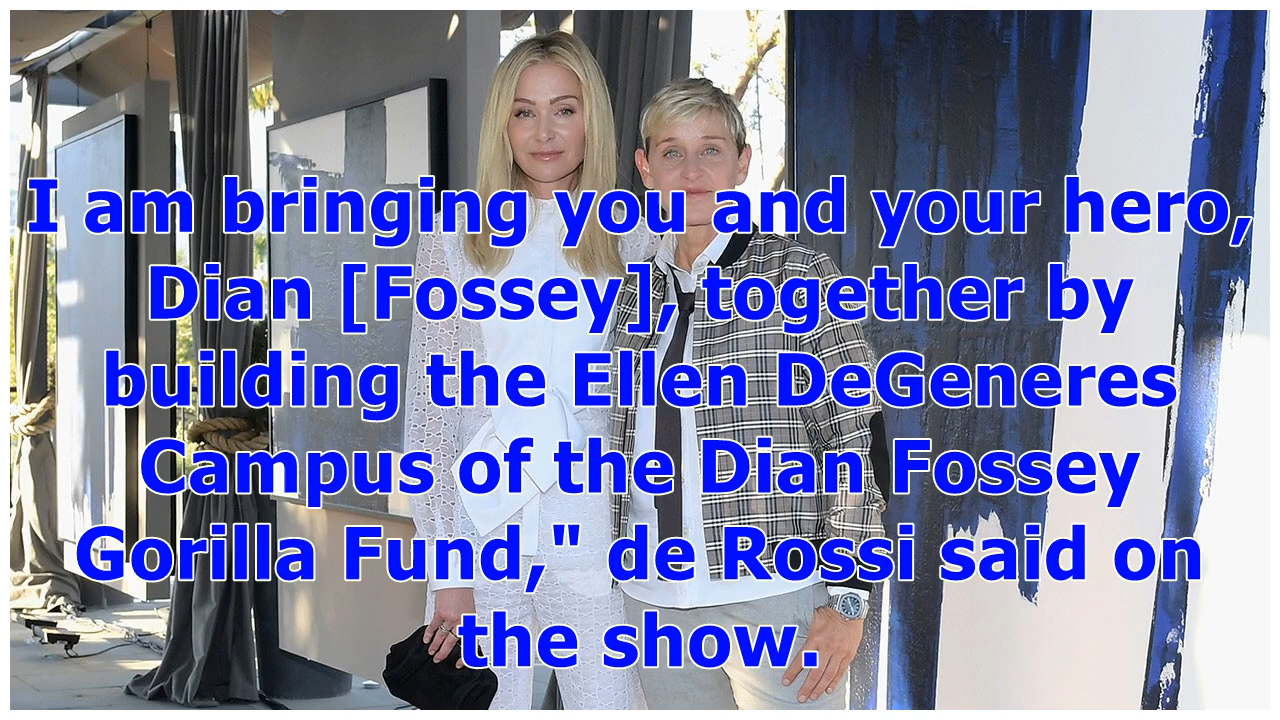 I am bringing you and your hero,
Dian [Fossey], together by
building the Ellen DeGeneres
Campus of the Dian Fossey
Gorilla Fund," de Rossi said on
the show.